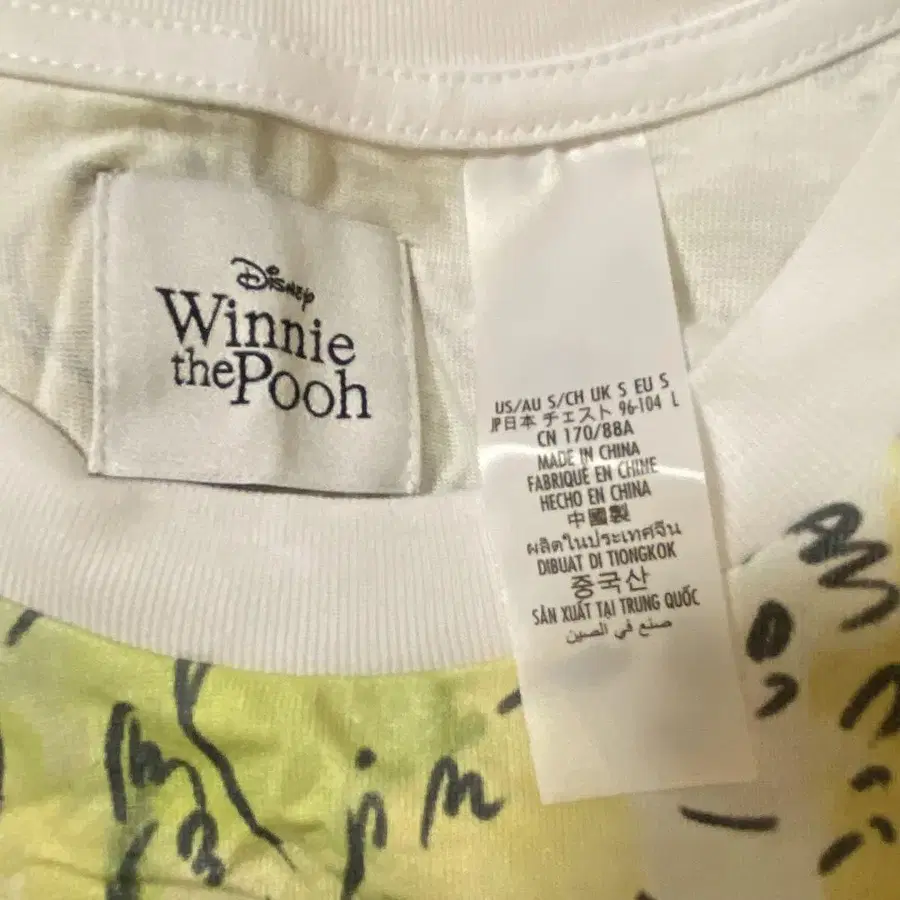 Disney
Winnie
the Pooh
US/AU S/CH UK S EU S
JP日本 チェスト 96-104 L
CN 170/88A
MADE IN CHINA
FABRIQUÉ EN CHINE
HECHO EN CHINA
中國製
ผลิตในประเทศจีน
DIBUAT DI TIONGKOK
중국산
SẢN XUẤT TẠI TRUNG QUỐC
صنع في الصين